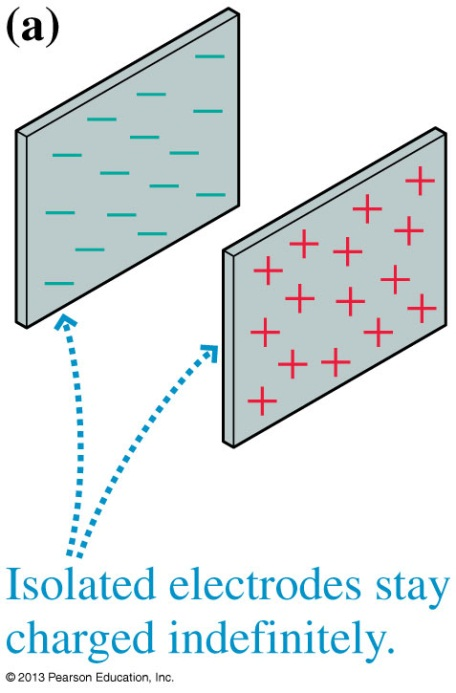 (a)
Isolated electrodes stay
charged indefinitely.
© 2013 Pearson Education, Inc.